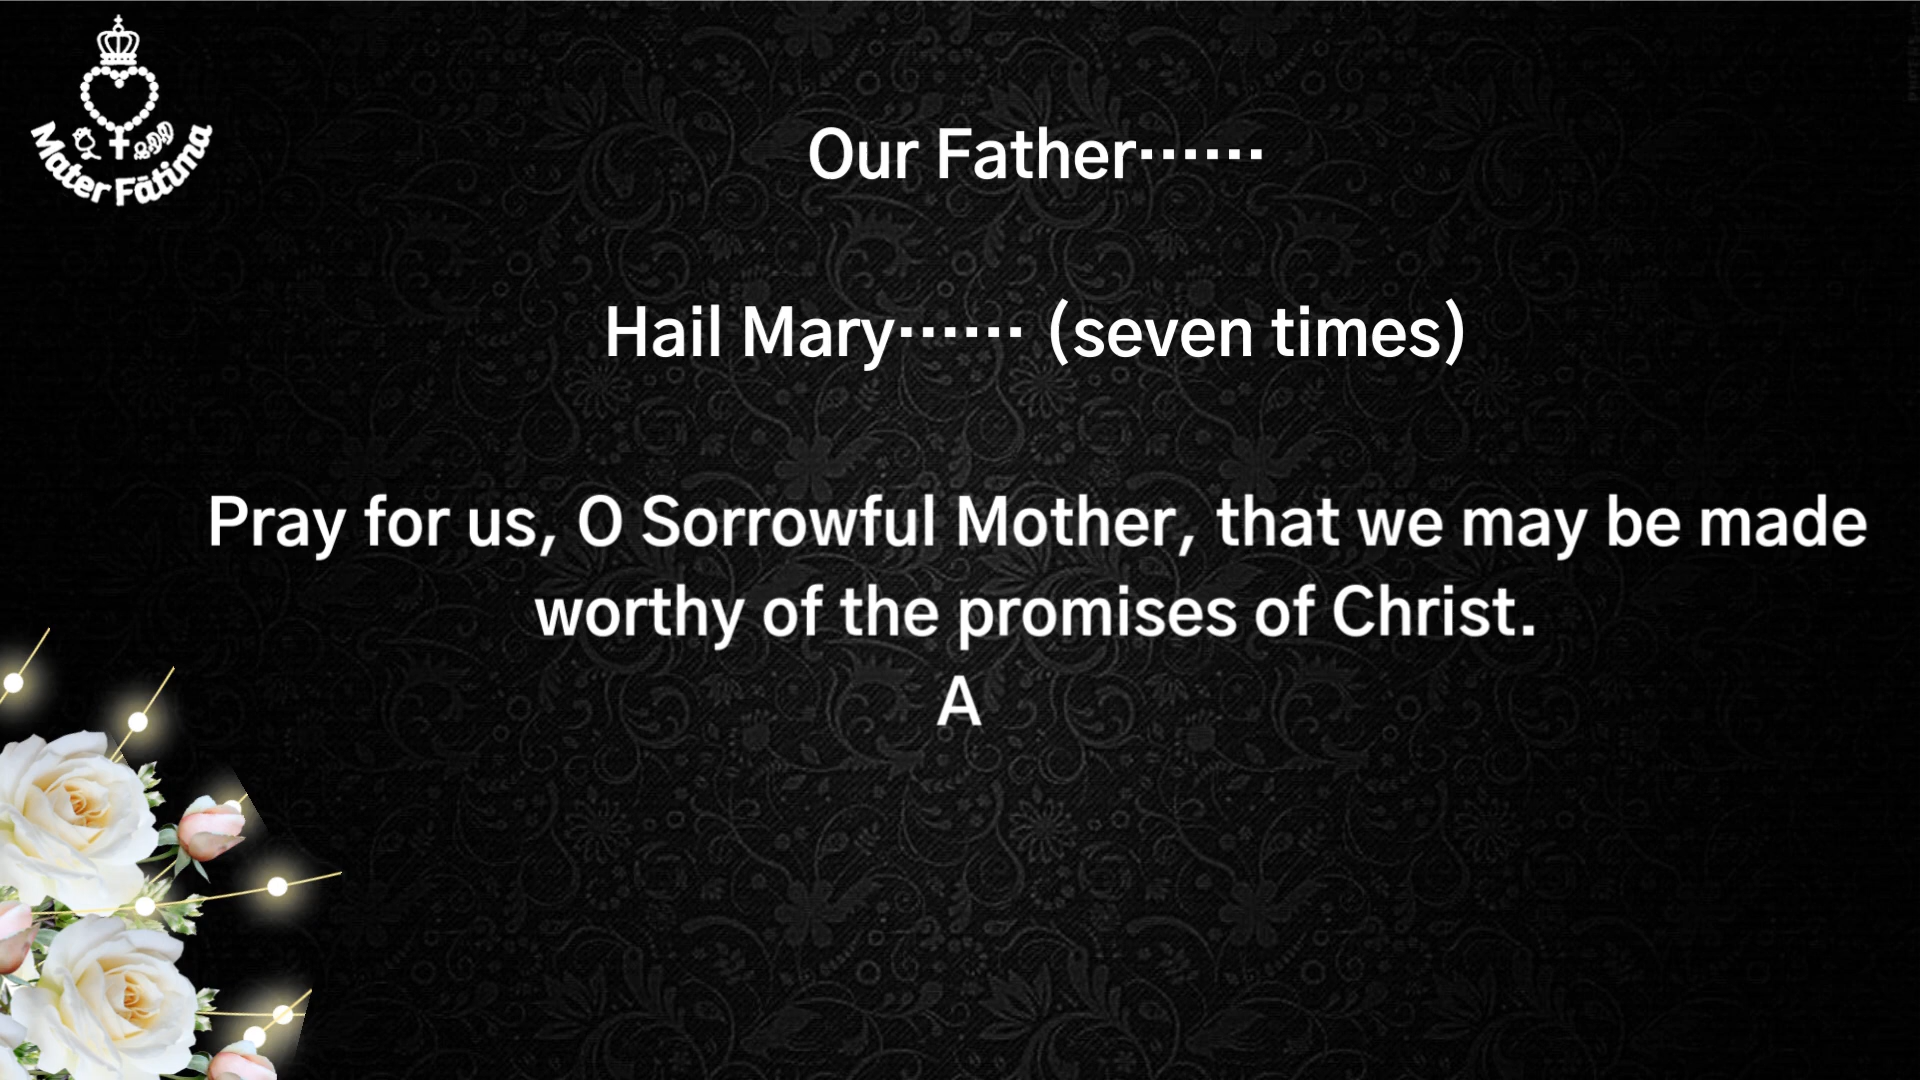 Mater Fátima
Our Father⋯⋯
Hail Mary⋯⋯ (seven times)
Pray for us, O Sorrowful Mother, that we may be made
worthy of the promises of Christ.
A